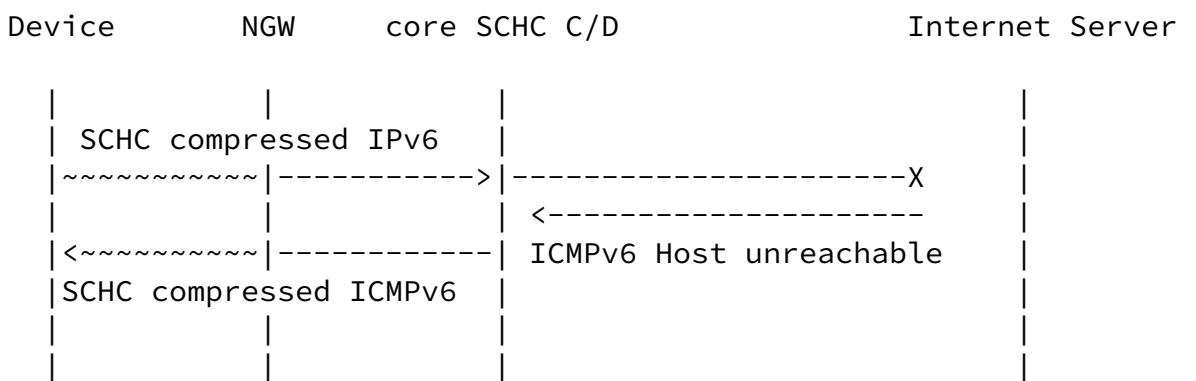 Device NGW core SCHC C/D Internet Server
SCHC compressed IPv6
X
ICMPv6 Host unreachable
SCHC compressed ICMPv6